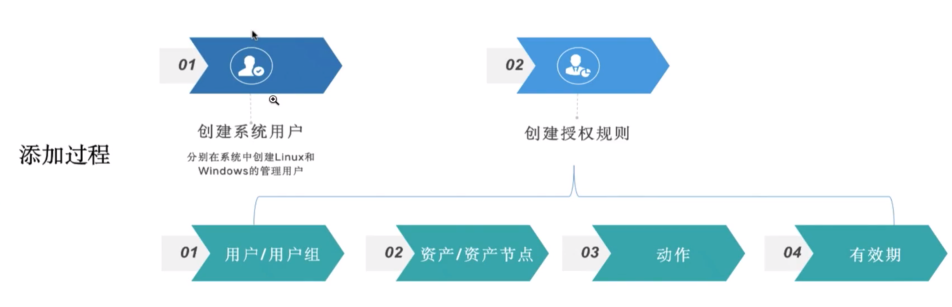 01
02
创建系统用户
创建授权规则
分别在系统中创建Linux和
Windows的管理用户
添加过程
01 用户/用户组
02 资产/资产节点
03 动作
04 有效期